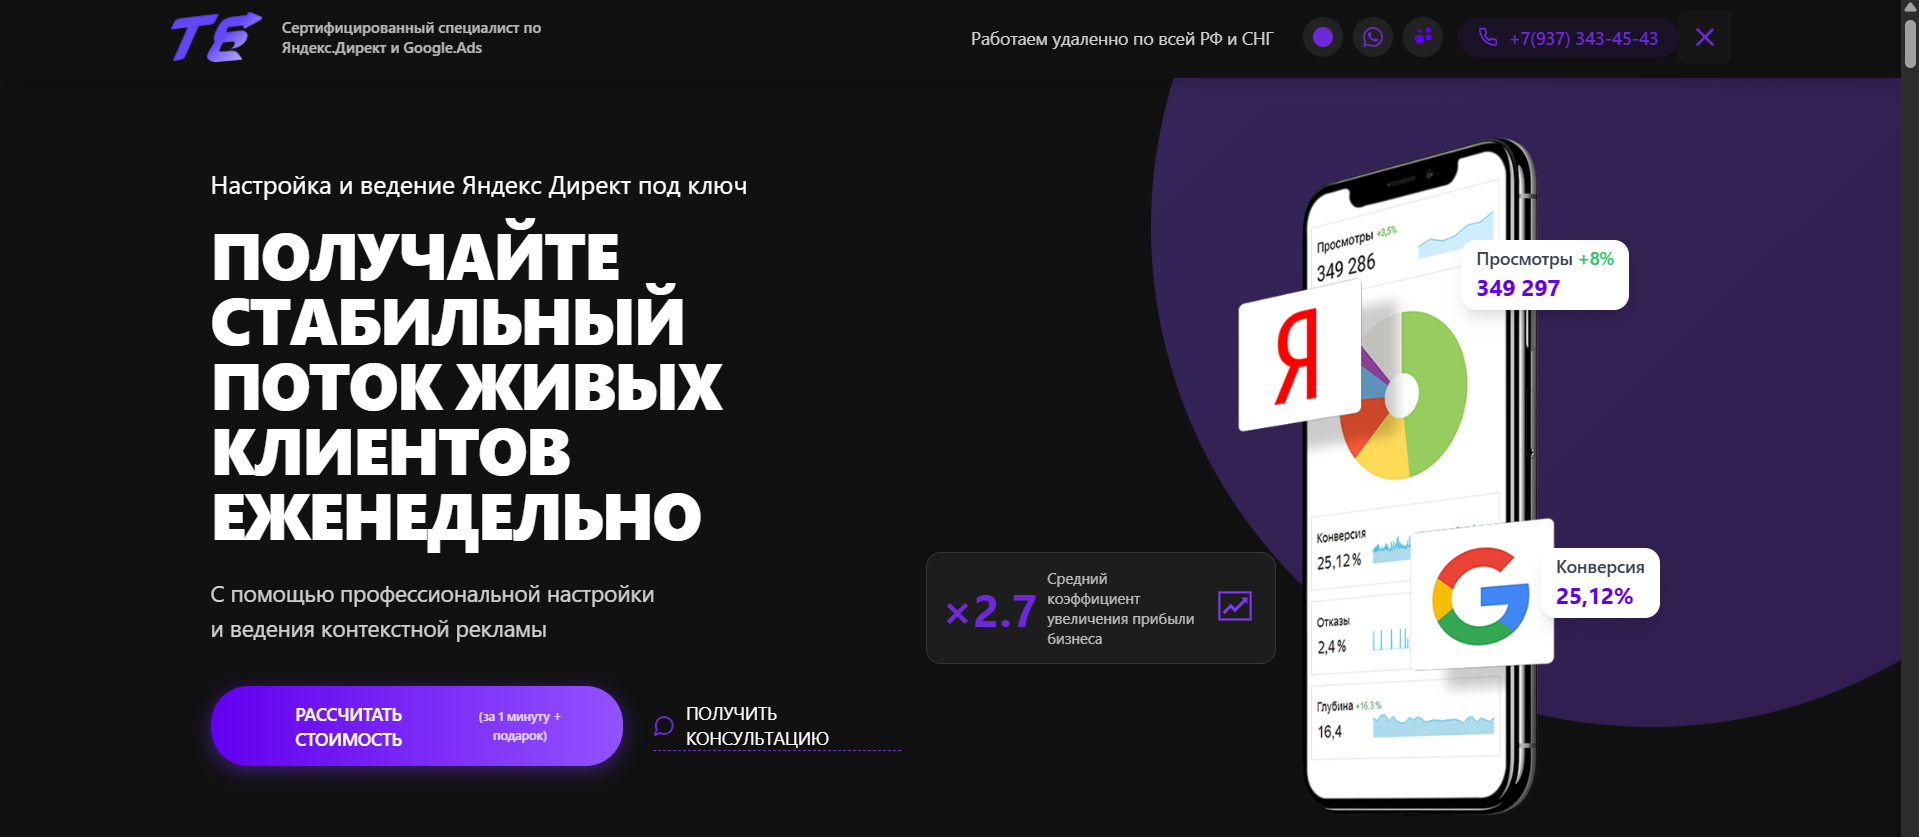 TE
Сертифицированный специалист по
Яндекс.Директ и Google.Ads
Работаем удаленно по всей РФ и СНГ
+7(937) 343-45-43
Настройка и ведение Яндекс Директ под ключ
ПОЛУЧАЙТЕ
СТАБИЛЬНЫЙ
ПОТОК ЖИВЫХ
КЛИЕНТОВ
ЕЖЕНЕДЕЛЬНО
С помощью профессиональной настройки
и ведения контекстной рекламы
РАССЧИТАТЬ
СТОИМОСТЬ
(за 1 минуту +
подарок)
ПОЛУЧИТЬ
КОНСУЛЬТАЦИЮ
×2.7
Средний
коэффициент
увеличения прибыли
бизнеса
Просмотры +3,5%
349 286
Просмотры +8%
349 297
Я
Конверсия
25,12%
G
Конверсия
25,12%
Отказы
2,4%
Глубина +16,3%
16,4